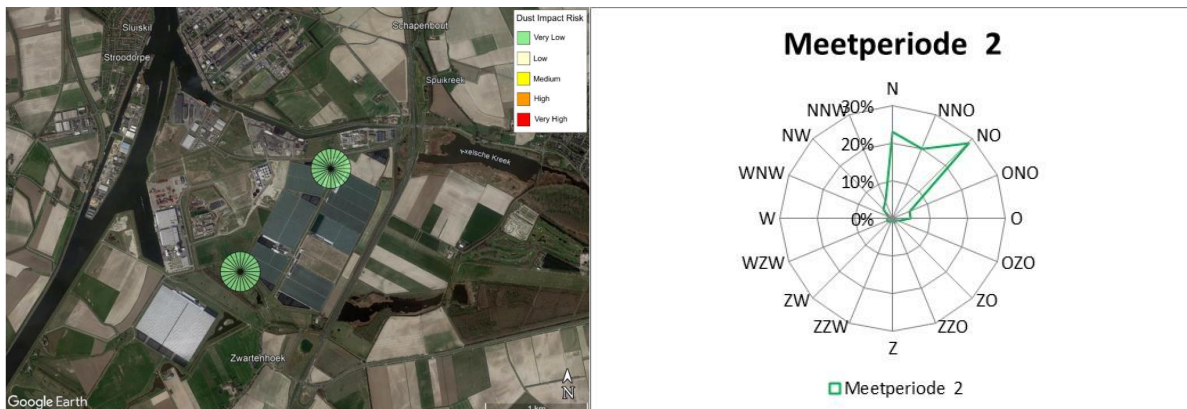 Sluiskil
Stroodorpe
Schapenbout
Spuikreek
Axelsche Kreek
Zwartenhoek
Google Earth
N
1 km
Dust Impact Risk
Very Low
Low
Medium
High
Very High
Meetperiode 2
N
NNO
NO
ONO
O
OZO
ZO
ZZO
Z
ZZW
ZW
WZW
W
WNW
NW
NNW
30%
20%
10%
0%
Meetperiode 2